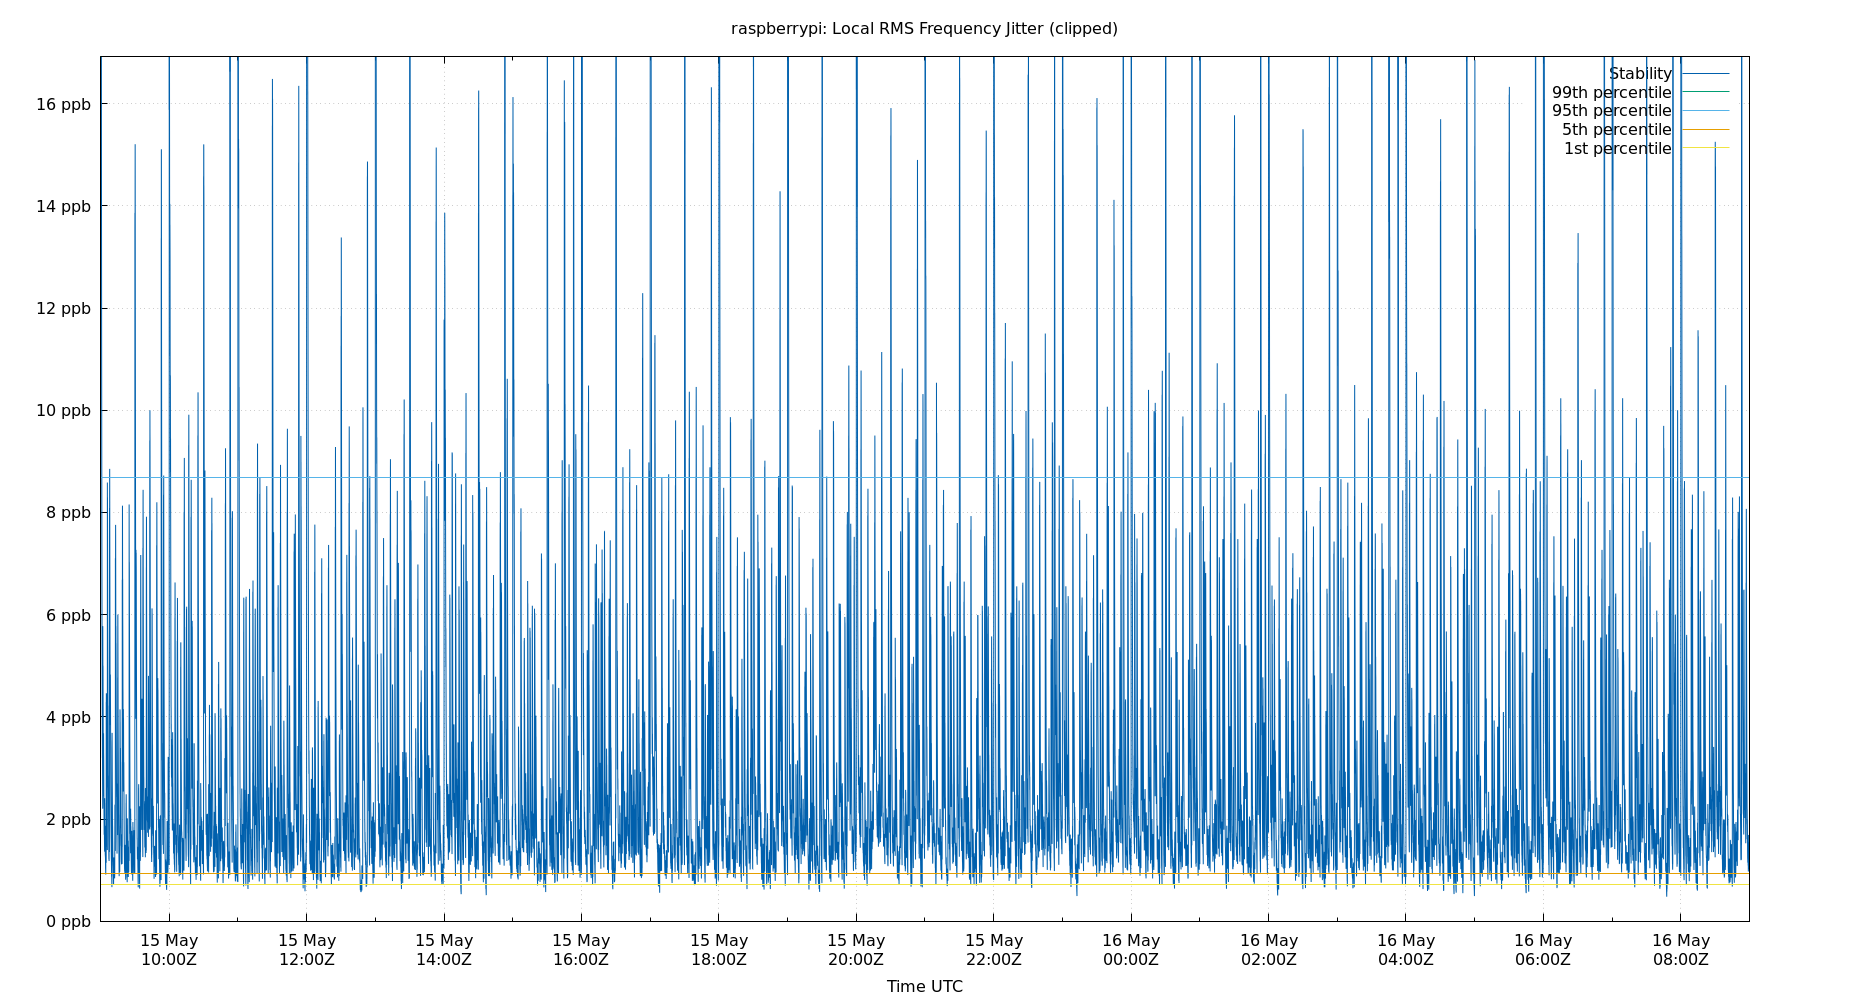 raspberrypi: Local RMS Frequency Jitter (clipped)
Stability
99th percentile
95th percentile
5th percentile
1st percentile
16 ppb
14 ppb
12 ppb
10 ppb
8 ppb
6 ppb
4 ppb
2 ppb
0 ppb
15 May 15 May 15 May 15 May 15 May 15 May 15 May 16 May 16 May 16 May 16 May 16 May
10:00Z 12:00Z 14:00Z 16:00Z 18:00Z 20:00Z 22:00Z 00:00Z 02:00Z 04:00Z 06:00Z 08:00Z
Time UTC